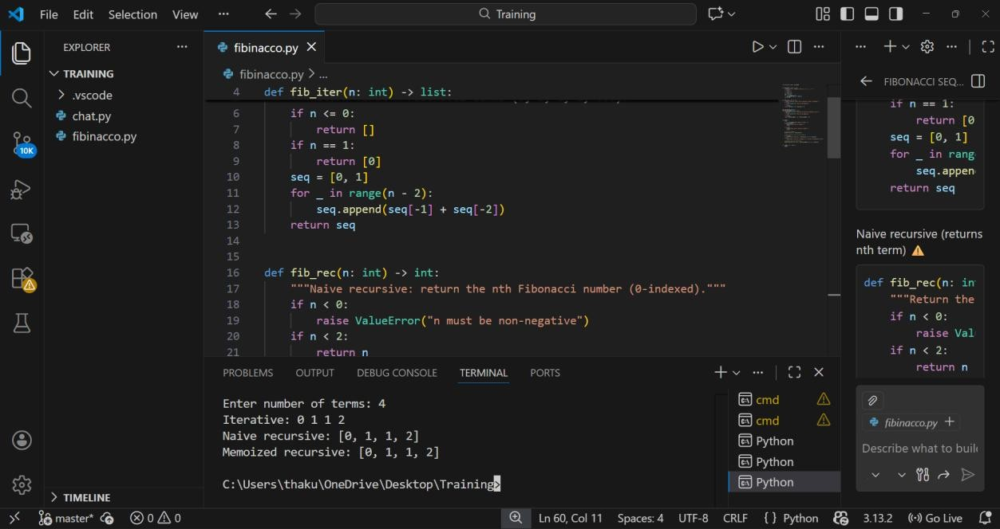 File Edit Selection View ··· Training
EXPLORER ···
TRAINING
.vscode
chat.py
fibinacco.py
10K
TIMELINE
fibinacco.py
fibinacco.py > ...
4 def fib_iter(n: int) -> list:
6 if n <= 0:
7 return []
8 if n == 1:
9 return [0]
10 seq = [0, 1]
11 for _ in range(n - 2):
12 seq.append(seq[-1] + seq[-2])
13 return seq
14
15
16 def fib_rec(n: int) -> int:
17 """Naive recursive: return the nth Fibonacci number (0-indexed)."""
18 if n < 0:
19 raise ValueError("n must be non-negative")
20 if n < 2:
21 return n
PROBLEMS OUTPUT DEBUG CONSOLE TERMINAL PORTS
Enter number of terms: 4
Iterative: 0 1 1 2
Naive recursive: [0, 1, 1, 2]
Memoized recursive: [0, 1, 1, 2]
C:\Users\thaku\OneDrive\Desktop\Training>
cmd
cmd
Python
Python
Python
FIBONACCI SEQ...
if n == 1:
return [0
seq = [0, 1]
for _ in rang
seq.appen
return seq
Naive recursive (returns
nth term)
def fib_rec(n: in
"""Return the
if n < 0:
raise Val
if n < 2:
return n
fibinacco.py
Describe what to build
master* 0 0 Ln 60, Col 11 Spaces: 4 UTF-8 CRLF { } Python 3.13.2 Go Live